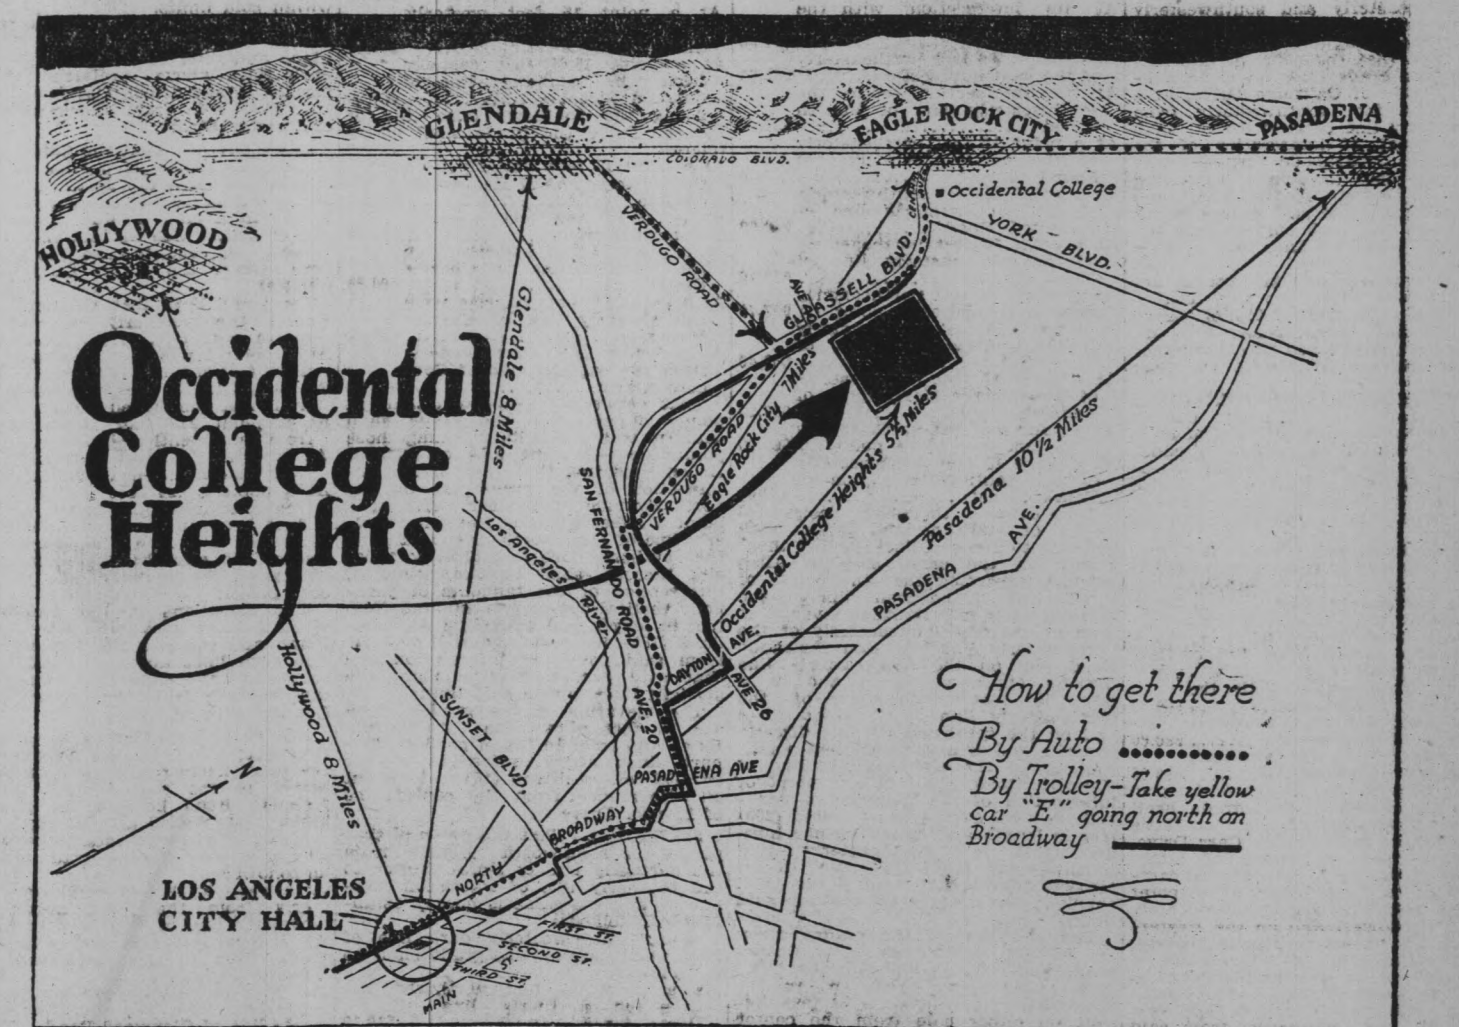 GLENDALE
EAGLE ROCK CITY
PASADENA
COLORADO BLVD.
Occidental College
HOLLYWOOD
VERDUGO ROAD
YORK BLVD.
GLASSELL BLVD.
Occidental
College
Heights
Glendale 8 Miles
VERDUGO ROAD
Eagle Rock City 7 Miles
Occidental College Heights 5½ Miles
Pasadena 10½ Miles
SAN FERNANDO ROAD
Los Angeles River
PASADENA AVE.
DAYTON AVE.
AVE 26
AVE. 20
Hollywood 8 Miles
SUNSET BLVD.
PASADENA AVE
NORTH BROADWAY
N
LOS ANGELES
CITY HALL
FIRST ST.
SECOND ST.
THIRD ST.
MAIN
How to get there
By Auto
By Trolley-Take yellow
car "E" going north on
Broadway